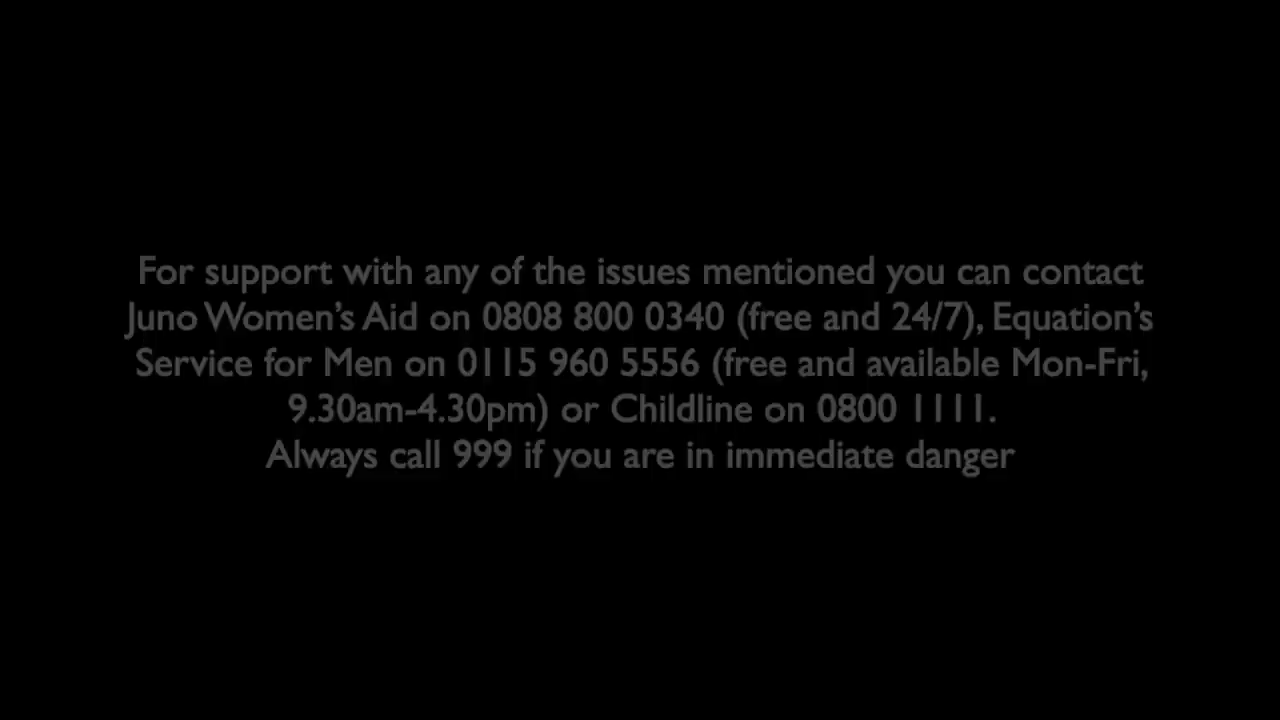 For support with any of the issues mentioned you can contact
Juno Women's Aid on 0808 800 0340 (free and 24/7), Equation's
Service for Men on 0115 960 5556 (free and available Mon-Fri,
9.30am-4.30pm) or Childline on 0800 1111.
Always call 999 if you are in immediate danger